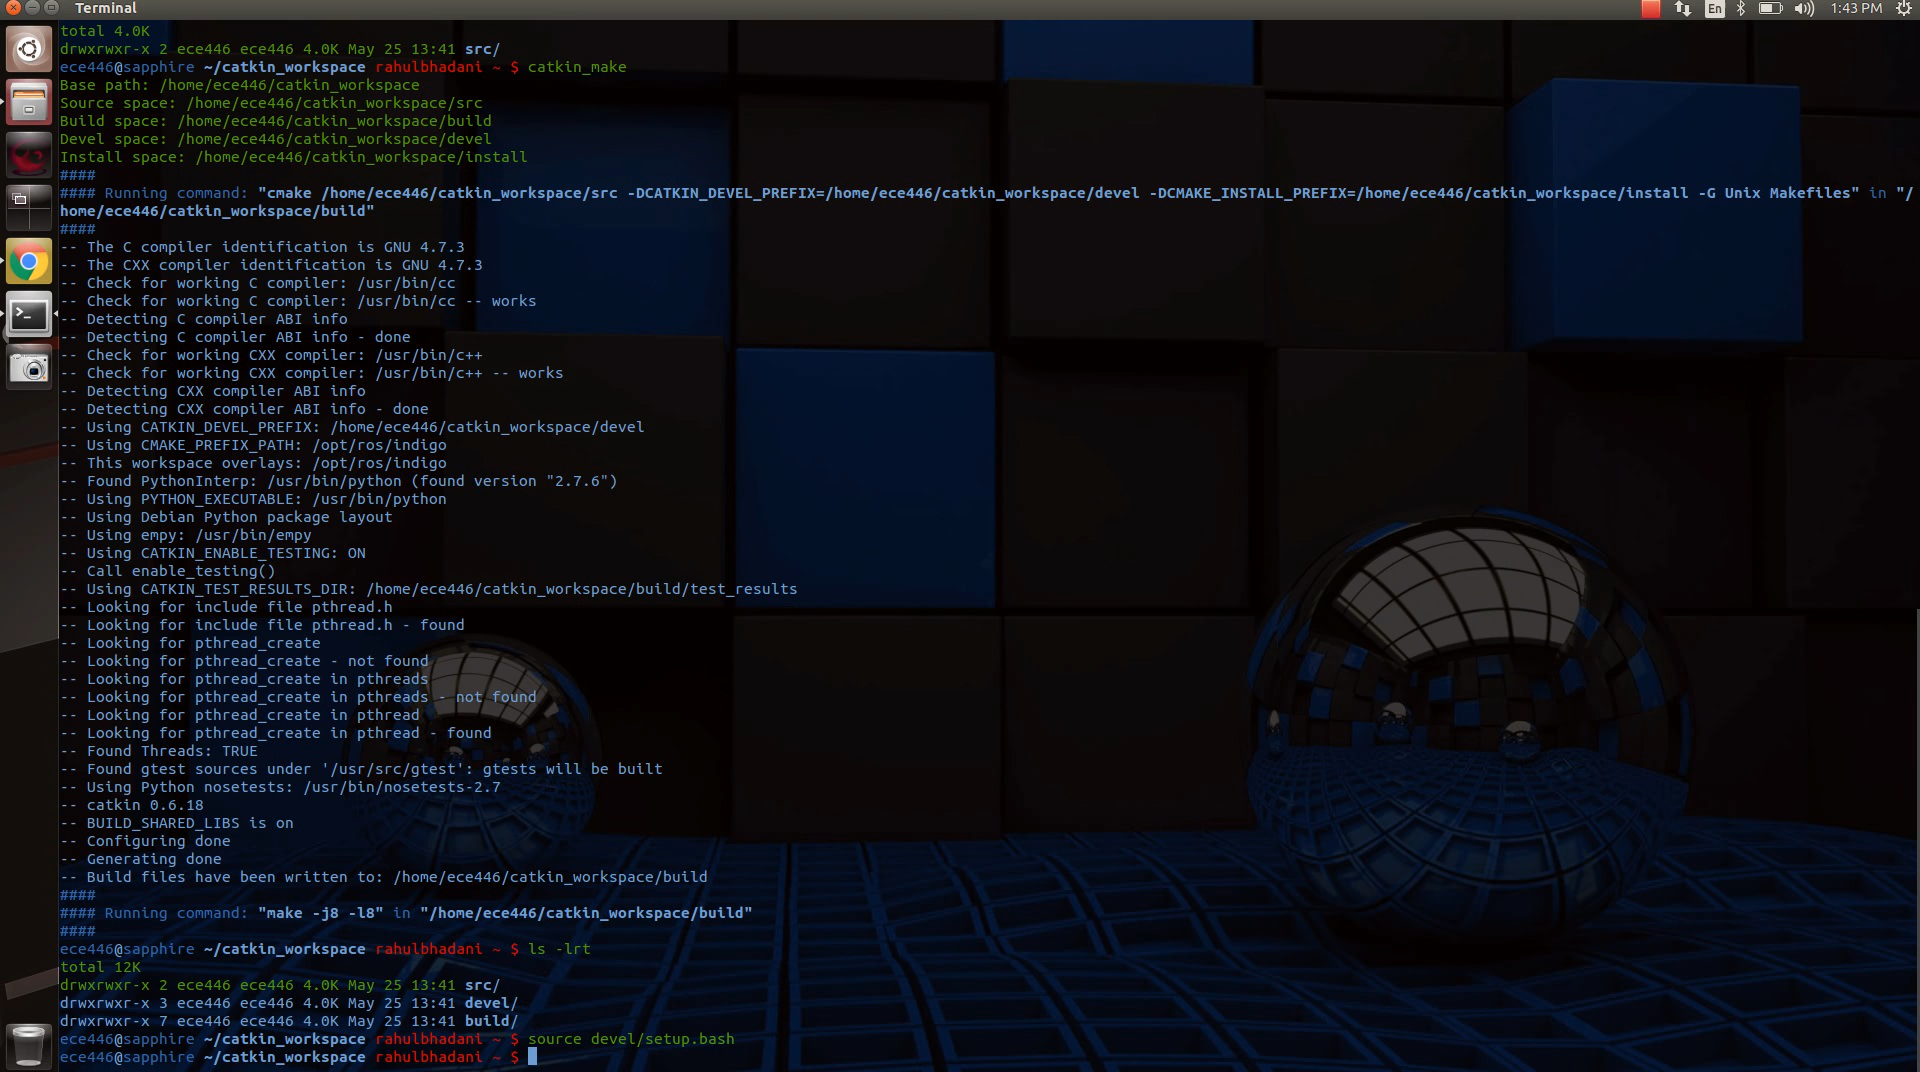 Terminal
En
1:43 PM
total 4.0K
drwxrwxr-x 2 ece446 ece446 4.0K May 25 13:41 src/
ece446@sapphire ~/catkin_workspace rahulbhadani ~ $ catkin_make
Base path: /home/ece446/catkin_workspace
Source space: /home/ece446/catkin_workspace/src
Build space: /home/ece446/catkin_workspace/build
Devel space: /home/ece446/catkin_workspace/devel
Install space: /home/ece446/catkin_workspace/install
####
#### Running command: "cmake /home/ece446/catkin_workspace/src -DCATKIN_DEVEL_PREFIX=/home/ece446/catkin_workspace/devel -DCMAKE_INSTALL_PREFIX=/home/ece446/catkin_workspace/install -G Unix Makefiles" in "/
home/ece446/catkin_workspace/build"
####
-- The C compiler identification is GNU 4.7.3
-- The CXX compiler identification is GNU 4.7.3
-- Check for working C compiler: /usr/bin/cc
-- Check for working C compiler: /usr/bin/cc -- works
-- Detecting C compiler ABI info
-- Detecting C compiler ABI info - done
-- Check for working CXX compiler: /usr/bin/c++
-- Check for working CXX compiler: /usr/bin/c++ -- works
-- Detecting CXX compiler ABI info
-- Detecting CXX compiler ABI info - done
-- Using CATKIN_DEVEL_PREFIX: /home/ece446/catkin_workspace/devel
-- Using CMAKE_PREFIX_PATH: /opt/ros/indigo
-- This workspace overlays: /opt/ros/indigo
-- Found PythonInterp: /usr/bin/python (found version "2.7.6")
-- Using PYTHON_EXECUTABLE: /usr/bin/python
-- Using Debian Python package layout
-- Using empy: /usr/bin/empy
-- Using CATKIN_ENABLE_TESTING: ON
-- Call enable_testing()
-- Using CATKIN_TEST_RESULTS_DIR: /home/ece446/catkin_workspace/build/test_results
-- Looking for include file pthread.h
-- Looking for include file pthread.h - found
-- Looking for pthread_create
-- Looking for pthread_create - not found
-- Looking for pthread_create in pthreads
-- Looking for pthread_create in pthreads - not found
-- Looking for pthread_create in pthread
-- Looking for pthread_create in pthread - found
-- Found Threads: TRUE
-- Found gtest sources under '/usr/src/gtest': gtests will be built
-- Using Python nosetests: /usr/bin/nosetests-2.7
-- catkin 0.6.18
-- BUILD_SHARED_LIBS is on
-- Configuring done
-- Generating done
-- Build files have been written to: /home/ece446/catkin_workspace/build
####
#### Running command: "make -j8 -l8" in "/home/ece446/catkin_workspace/build"
####
ece446@sapphire ~/catkin_workspace rahulbhadani ~ $ ls -lrt
total 12K
drwxrwxr-x 2 ece446 ece446 4.0K May 25 13:41 src/
drwxrwxr-x 3 ece446 ece446 4.0K May 25 13:41 devel/
drwxrwxr-x 7 ece446 ece446 4.0K May 25 13:41 build/
ece446@sapphire ~/catkin_workspace rahulbhadani ~ $ source devel/setup.bash
ece446@sapphire ~/catkin_workspace rahulbhadani ~ $